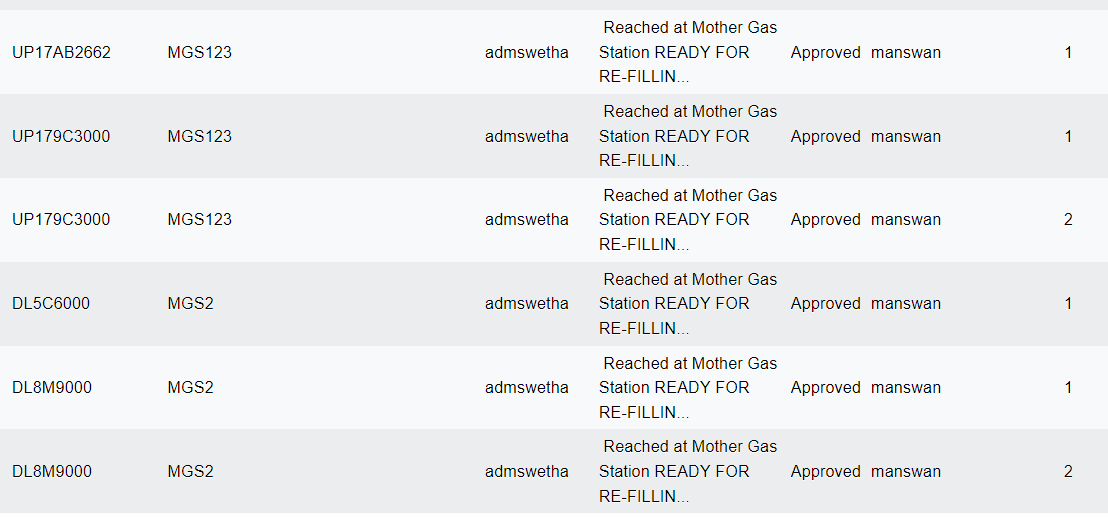 Reached at Mother Gas
UP17AB2662 MGS123 admswetha Station READY FOR Approved manswan 1
RE-FILLIN...
Reached at Mother Gas
UP179C3000 MGS123 admswetha Station READY FOR Approved manswan 1
RE-FILLIN...
Reached at Mother Gas
UP179C3000 MGS123 admswetha Station READY FOR Approved manswan 2
RE-FILLIN...
Reached at Mother Gas
DL5C6000 MGS2 admswetha Station READY FOR Approved manswan 1
RE-FILLIN...
Reached at Mother Gas
DL8M9000 MGS2 admswetha Station READY FOR Approved manswan 1
RE-FILLIN...
Reached at Mother Gas
DL8M9000 MGS2 admswetha Station READY FOR Approved manswan 2
RE-FILLIN...